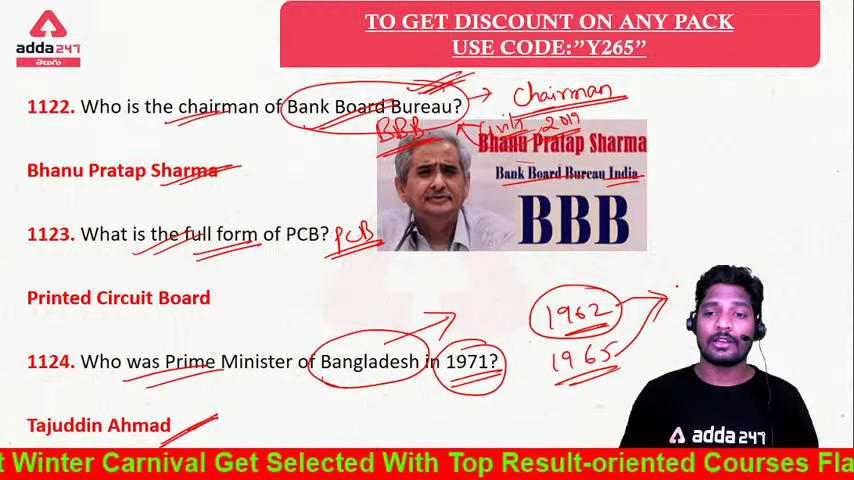 TO GET DISCOUNT ON ANY PACK
USE CODE:”Y265”
adda247
తెలుగు
1122. Who is the chairman of Bank Board Bureau?
Chairman
BBB
2019
Bhanu Pratap Sharma
Bank Board Bureau India
BBB
Bhanu Pratap Sharma
1123. What is the full form of PCB?
PCB
Printed Circuit Board
1962
1965
1124. Who was Prime Minister of Bangladesh in 1971?
Tajuddin Ahmad
adda247
t Winter Carnival Get Selected With Top Result-oriented Courses Fla